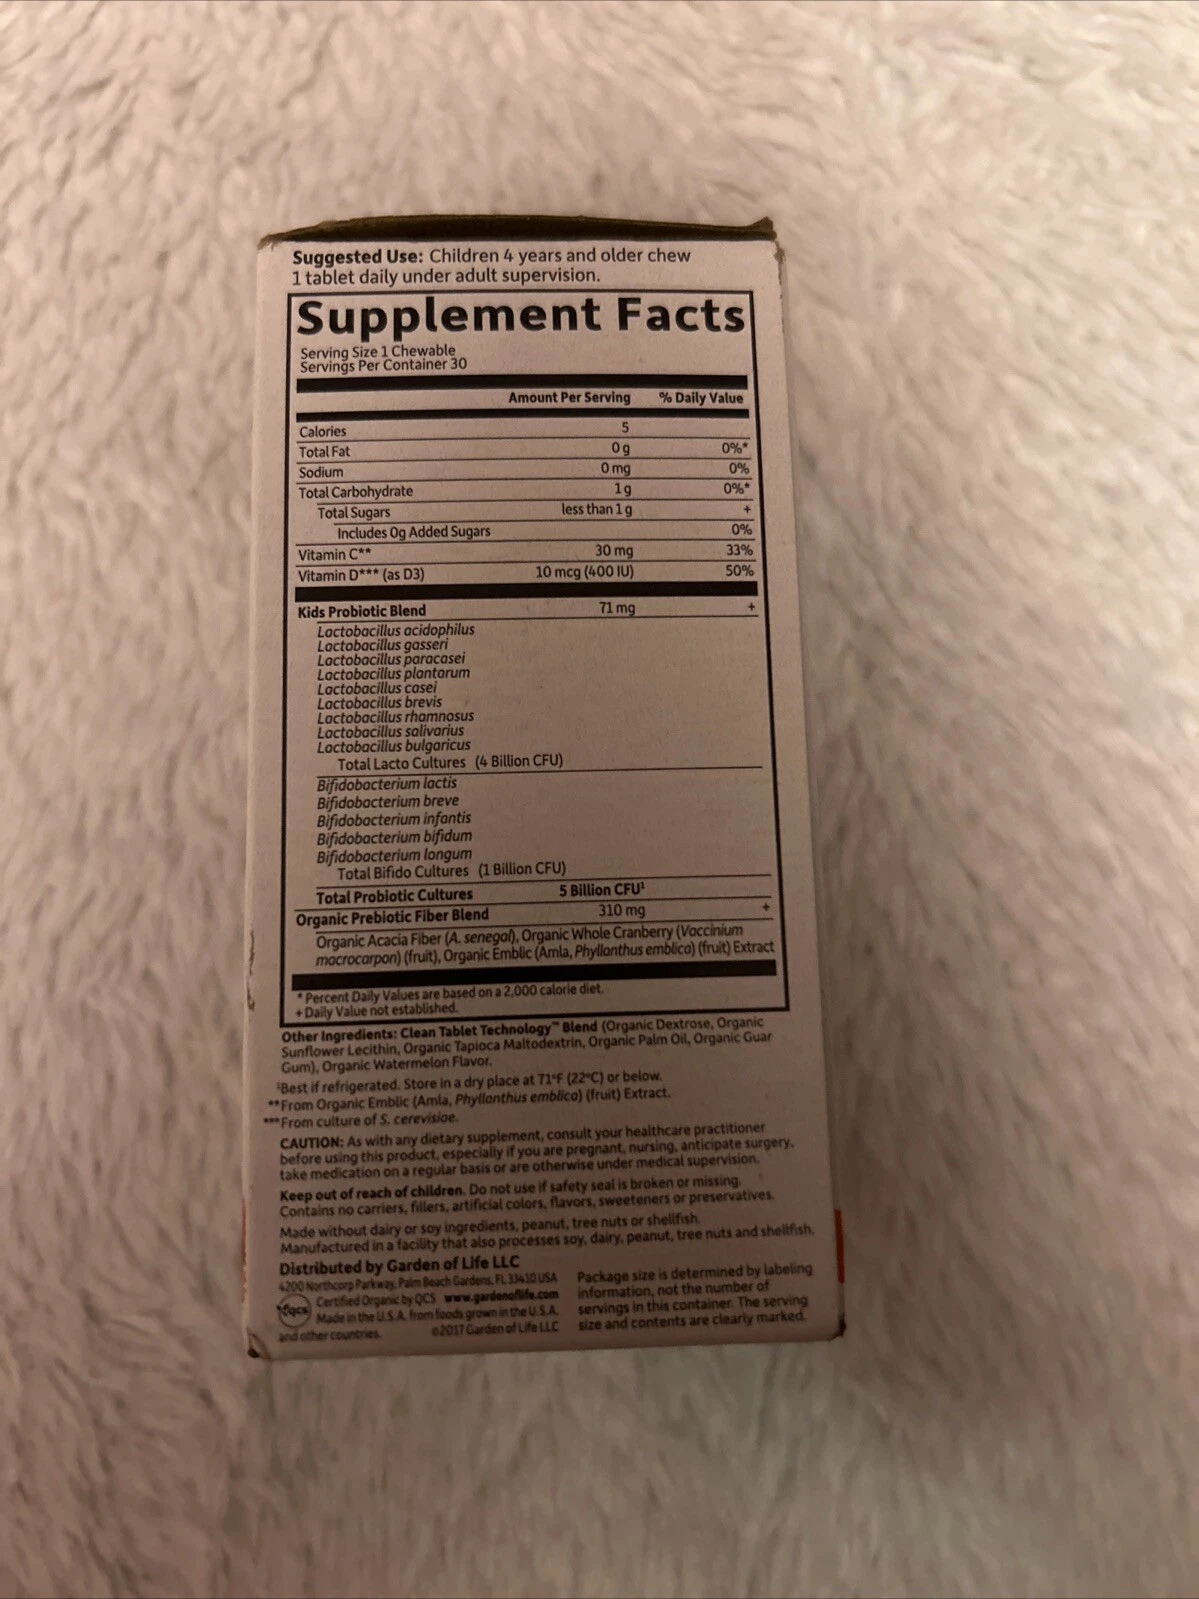 Suggested Use: Children 4 years and older chew
1 tablet daily under adult supervision.
Supplement Facts
Serving Size 1 Chewable
Servings Per Container 30
Amount Per Serving % Daily Value
Calories 5
Total Fat 0 g 0%*
Sodium 0 mg 0%
Total Carbohydrate 1 g 0%*
Total Sugars less than 1 g +
Includes 0g Added Sugars 0%
Vitamin C** 30 mg 33%
Vitamin D*** (as D3) 10 mcg (400 IU) 50%
Kids Probiotic Blend 71 mg +
Lactobacillus acidophilus
Lactobacillus gasseri
Lactobacillus paracasei
Lactobacillus plantarum
Lactobacillus casei
Lactobacillus brevis
Lactobacillus rhamnosus
Lactobacillus salivarius
Lactobacillus bulgaricus
Total Lacto Cultures (4 Billion CFU)
Bifidobacterium lactis
Bifidobacterium breve
Bifidobacterium infantis
Bifidobacterium bifidum
Bifidobacterium longum
Total Bifido Cultures (1 Billion CFU)
Total Probiotic Cultures 5 Billion CFU¹
Organic Prebiotic Fiber Blend 310 mg +
Organic Acacia Fiber (A. senegal), Organic Whole Cranberry (Vaccinium
macrocarpon) (fruit), Organic Emblic (Amla, Phyllanthus emblica) (fruit) Extract
* Percent Daily Values are based on a 2,000 calorie diet.
+ Daily Value not established.
Other Ingredients: Clean Tablet Technology™ Blend (Organic Dextrose, Organic
Sunflower Lecithin, Organic Tapioca Maltodextrin, Organic Palm Oil, Organic Guar
Gum), Organic Watermelon Flavor.
¹Best if refrigerated. Store in a dry place at 71°F (22°C) or below.
**From Organic Emblic (Amla, Phyllanthus emblica) (fruit) Extract.
***From culture of S. cerevisiae.
CAUTION: As with any dietary supplement, consult your healthcare practitioner
before using this product, especially if you are pregnant, nursing, anticipate surgery,
take medication on a regular basis or are otherwise under medical supervision.
Keep out of reach of children. Do not use if safety seal is broken or missing.
Contains no carriers, fillers, artificial colors, flavors, sweeteners or preservatives.
Made without dairy or soy ingredients, peanut, tree nuts or shellfish.
Manufactured in a facility that also processes soy, dairy, peanut, tree nuts and shellfish.
Distributed by Garden of Life LLC
4200 Northcorp Parkway, Palm Beach Gardens, FL 33410 USA
qcs
Certified Organic by QCS www.gardenoflife.com
Made in the U.S.A. from foods grown in the U.S.A.
and other countries. ©2017 Garden of Life LLC
Package size is determined by labeling
information, not the number of
servings in this container. The serving
size and contents are clearly marked.